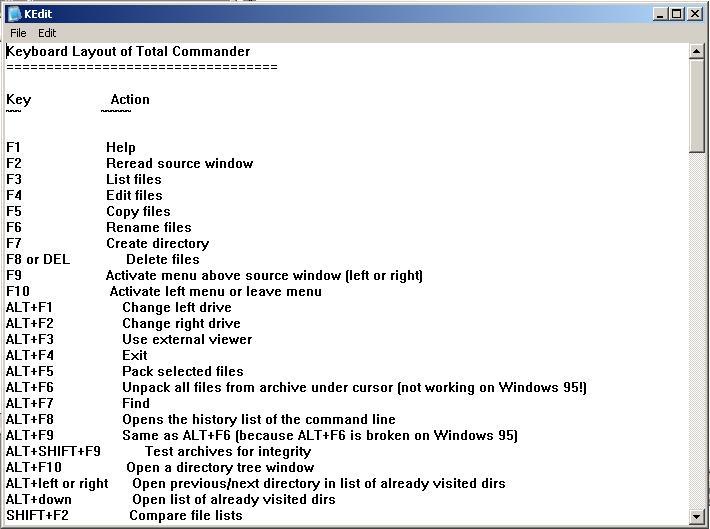 KEdit
File Edit
Keyboard Layout of Total Commander
==================================
Key Action
~~~ ~~~~~~
F1 Help
F2 Reread source window
F3 List files
F4 Edit files
F5 Copy files
F6 Rename files
F7 Create directory
F8 or DEL Delete files
F9 Activate menu above source window (left or right)
F10 Activate left menu or leave menu
ALT+F1 Change left drive
ALT+F2 Change right drive
ALT+F3 Use external viewer
ALT+F4 Exit
ALT+F5 Pack selected files
ALT+F6 Unpack all files from archive under cursor (not working on Windows 95!)
ALT+F7 Find
ALT+F8 Opens the history list of the command line
ALT+F9 Same as ALT+F6 (because ALT+F6 is broken on Windows 95)
ALT+SHIFT+F9 Test archives for integrity
ALT+F10 Open a directory tree window
ALT+left or right Open previous/next directory in list of already visited dirs
ALT+down Open list of already visited dirs
SHIFT+F2 Compare file lists